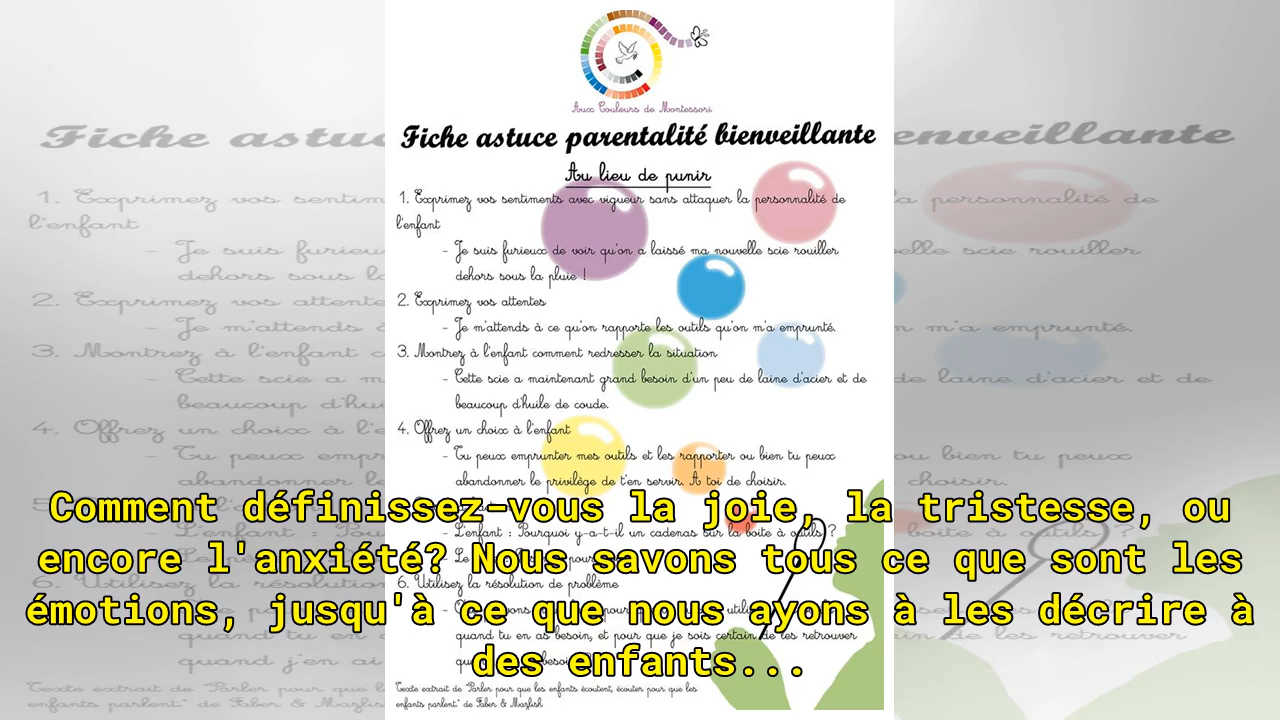 Aux Couleurs de Montessori
Fiche astuce parentalité bienveillante
Au lieu de punir
1. Exprimez vos sentiments avec vigueur sans attaquer la personnalité de
l'enfant
- Je suis furieux de voir qu'on a laissé ma nouvelle scie rouiller
dehors sous la pluie !
2. Exprimez vos attentes
- Je m'attends à ce qu'on rapporte les outils qu'on m'a emprunté.
3. Montrez à l'enfant comment redresser la situation
- Cette scie a maintenant grand besoin d'un peu de laine d'acier et de
beaucoup d'huile de coude.
4. Offrez un choix à l'enfant
- Tu peux emprunter mes outils et les rapporter ou bien tu peux
abandonner le privilège de t'en servir. A toi de choisir.
Comment définissez-vous la joie, la tristesse, ou
- L'enfant : Pourquoi y-a-t-il un cadenas sur la boite à outils ?
encore l'anxiété? Nous savons tous ce que sont les
6. Utilisez la résolution de problème
émotions, jusqu'à ce que nous ayons à les décrire à
quand tu en as besoin, et pour que je sois certain de les retrouver
des enfants...
Texte extrait de "Parler pour que les enfants écoutent, écouter pour que les
enfants parlent." de Faber & Mazlish